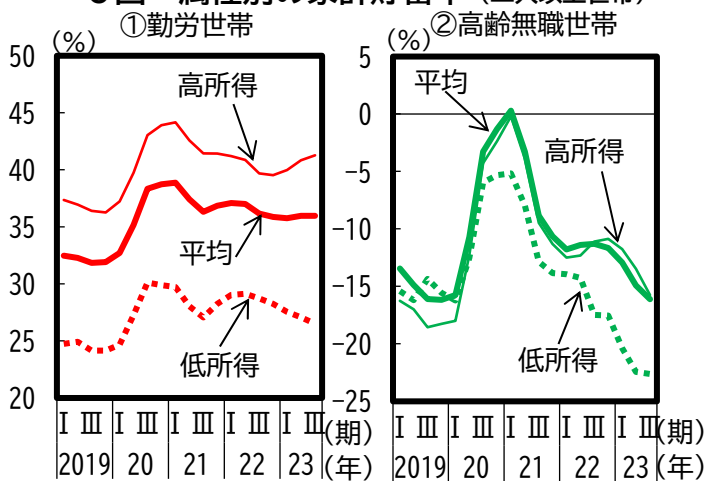 ①勤労世帯
(%)
50
45
40
35
30
25
20
高所得
平均
低所得
Ⅰ Ⅲ Ⅰ Ⅲ Ⅰ Ⅲ Ⅰ Ⅲ Ⅰ Ⅲ (期)
2019 20 21 22 23 (年)
②高齢無職世帯
(%)
5
0
-5
-10
-15
-20
-25
平均
高所得
低所得
Ⅰ Ⅲ Ⅰ Ⅲ Ⅰ Ⅲ Ⅰ Ⅲ Ⅰ Ⅲ (期)
2019 20 21 22 23 (年)